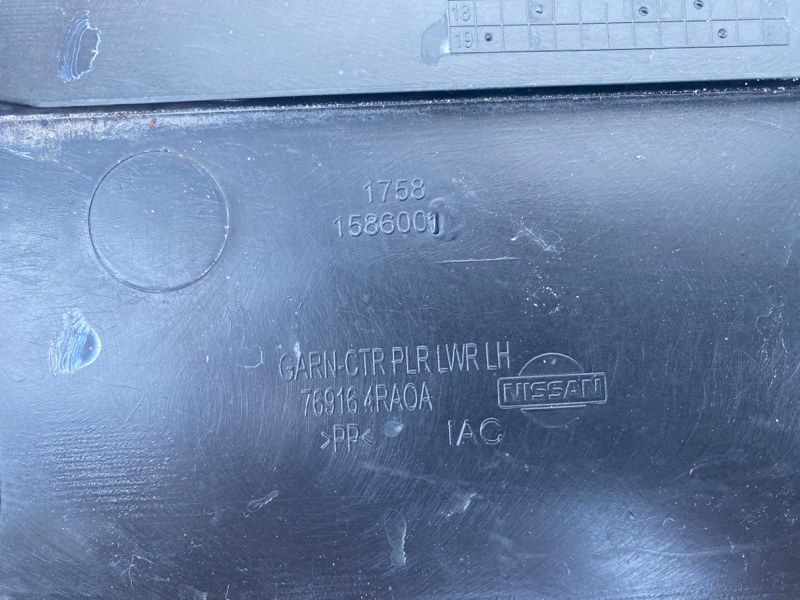 18
19
1758
1586001
GARN-CTR PLR LWR LH
76916 4RA0A
NISSAN
>PP<
IAC